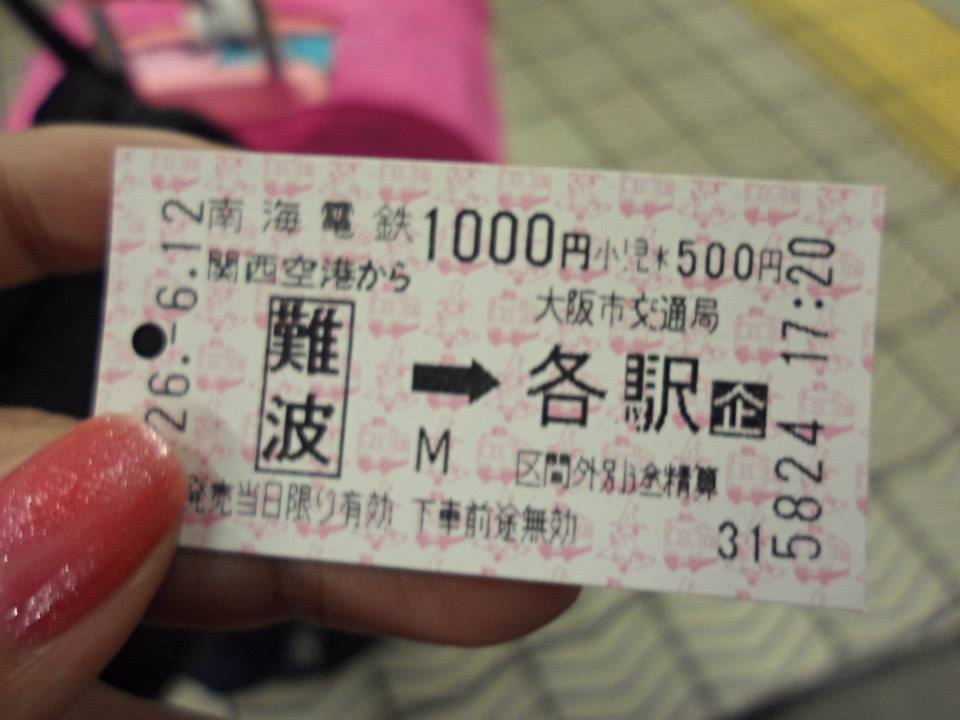 南海電鉄 1000円 小児 500円
関西空港から
大阪市交通局
難波 → 各駅 企
M 区間外別途精算
発売当日限り有効 下車前途無効
26.-6.12
31
5824 17:20